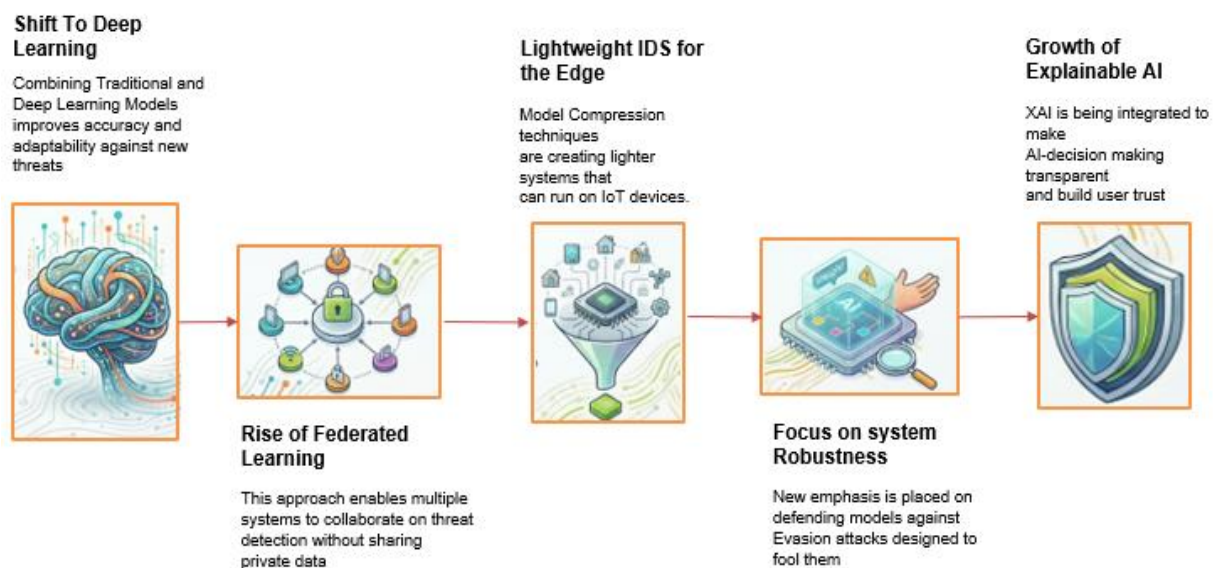 Shift To Deep
Learning
Combining Traditional and
Deep Learning Models
improves accuracy and
adaptability against new
threats
Rise of Federated
Learning
This approach enables multiple
systems to collaborate on threat
detection without sharing
private data
Lightweight IDS for
the Edge
Model Compression
techniques
are creating lighter
systems that
can run on IoT devices.
AI
Focus on system
Robustness
New emphasis is placed on
defending models against
Evasion attacks designed to
fool them
Growth of
Explainable AI
XAI is being integrated to
make
AI-decision making
transparent
and build user trust